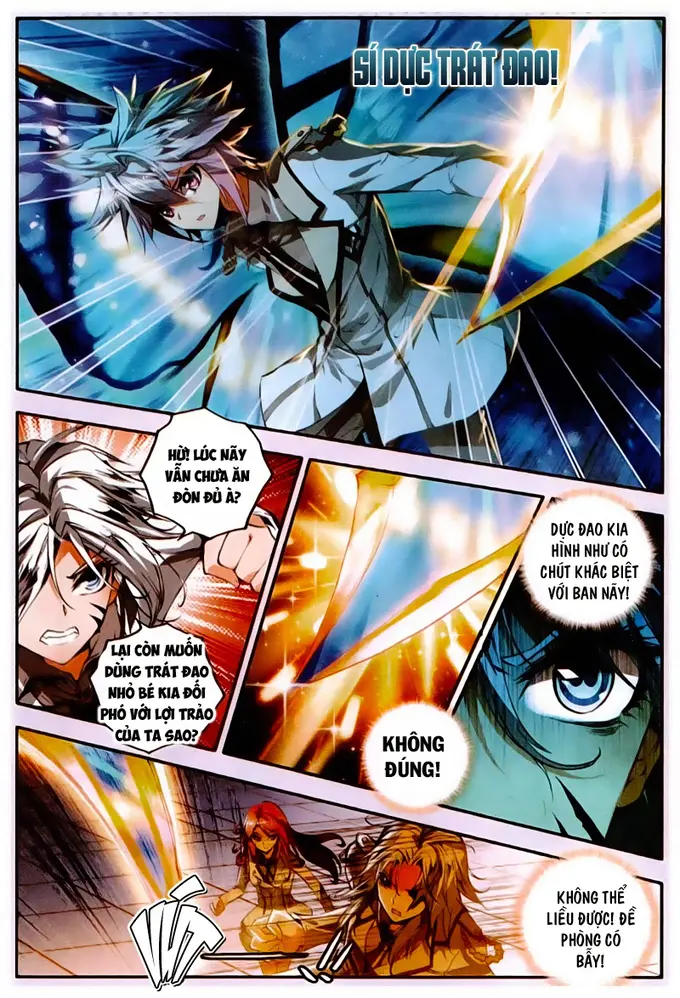 SÍ DỰC TRÁT ĐAO!
HỪ! LÚC NÃY
VẪN CHƯA ĂN
ĐÒN ĐỦ À?
LẠI CÒN MUỐN
DÙNG TRÁT ĐAO
NHỎ BÉ KIA ĐỐI
PHÓ VỚI LỢI TRẢO
CỦA TA SAO?
DỰC ĐAO KIA
HÌNH NHƯ CÓ
CHÚT KHÁC BIỆT
VỚI BAN NÃY!
KHÔNG
ĐÚNG!
KHÔNG THỂ
LIỀU ĐƯỢC! ĐỀ
PHÒNG CÓ
BẪY!
VÚT
...!!